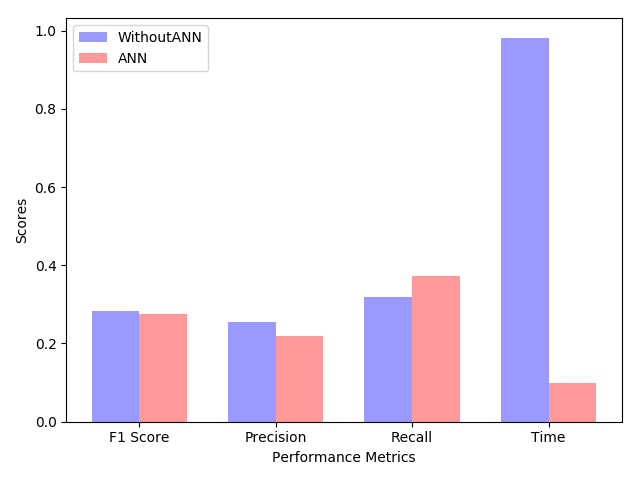 WithoutANN
ANN
1.0
0.8
0.6
0.4
0.2
0.0
Scores
F1 Score Precision Recall Time
Performance Metrics